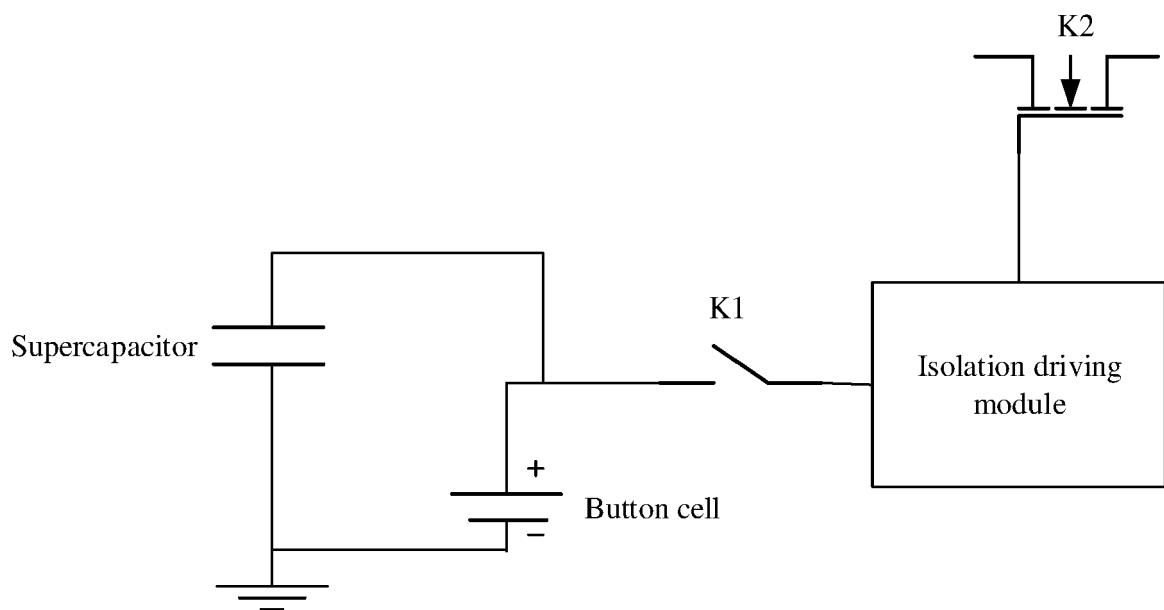 K2
K1
Supercapacitor
Isolation driving
module
+
Button cell
−